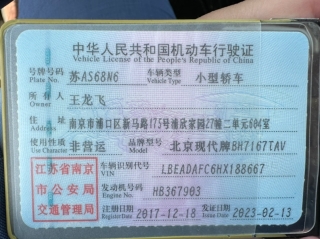 中华人民共和国机动车行驶证
Vehicle License of the People's Republic of China
号牌号码 苏AS68N6 车辆类型 小型轿车
Plate No. Vehicle Type
所有人 王龙飞
Owner
住址 南京市浦口区新马路175号浦欣家园27幢二单元604室
Address
使用性质 非营运 品牌型号 北京现代牌BH7167TAV
Use Character Model
江苏省南京 车辆识别代号 LBEADAFC6HX188667
VIN
市公安局 发动机号码 HB367903
Engine No.
交通管理局 注册日期 2017-12-18 发证日期 2023-02-13
Register Date Issue Date